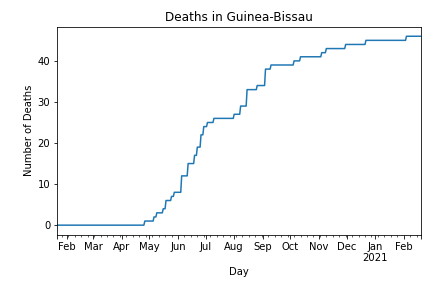 Deaths in Guinea-Bissau
Number of Deaths
40
30
20
10
0
Feb Mar Apr May Jun Jul Aug Sep Oct Nov Dec Jan Feb
2021
Day